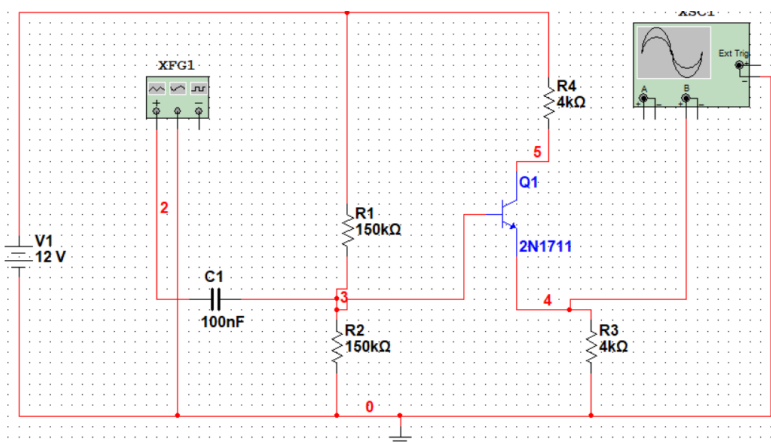 XSC1
XFG1
Ext Trig
+
-
A
B
+ - + -
+ -
R4
4kΩ
5
Q1
2
R1
150kΩ
2N1711
V1
12 V
C1
3
4
100nF
R2
150kΩ
R3
4kΩ
0